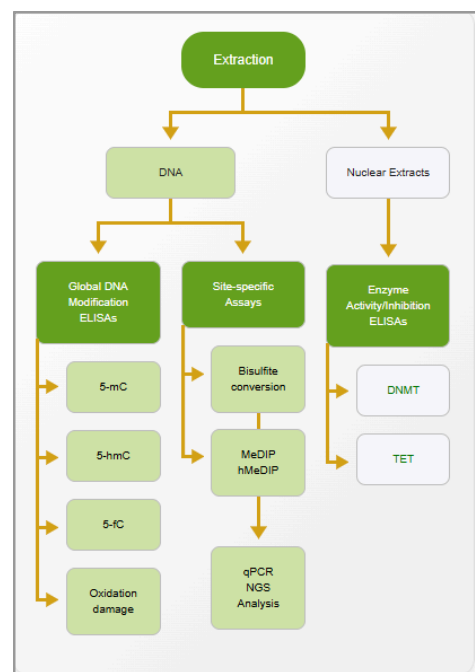 Extraction
DNA
Nuclear Extracts
Global DNA
Modification
ELISAs
Site-specific
Assays
Enzyme
Activity/Inhibition
ELISAs
5-mC
5-hmC
5-fC
Oxidation
damage
Bisulfite
conversion
MeDIP
hMeDIP
qPCR
NGS
Analysis
DNMT
TET